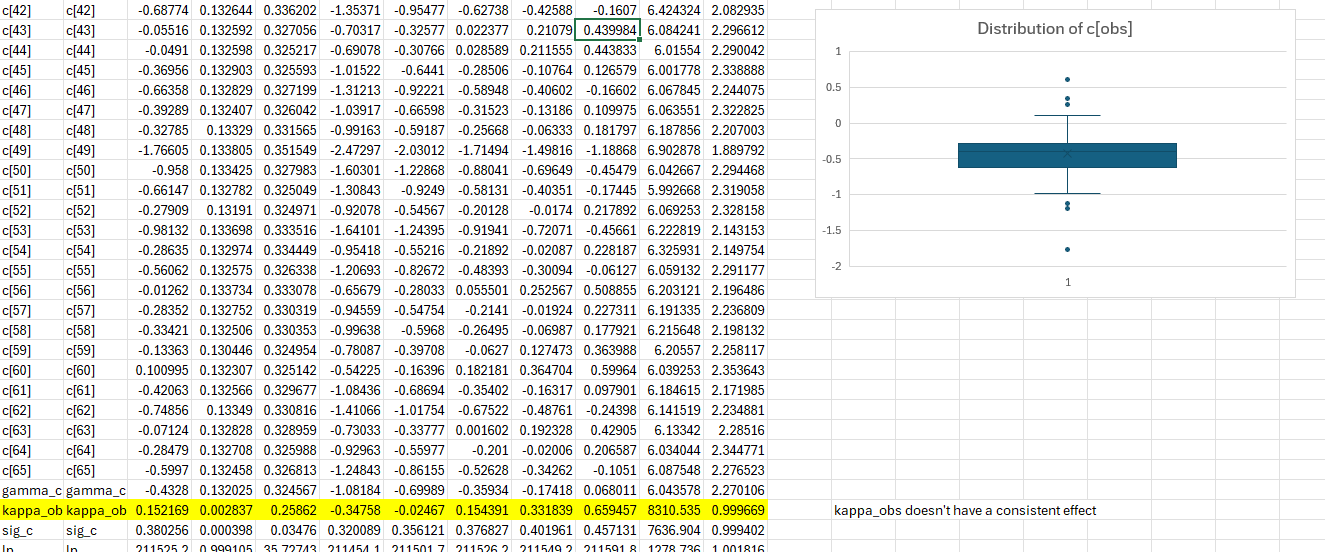 c[42] c[42] -0.68774 0.132644 0.336202 -1.35371 -0.95477 -0.62738 -0.42588 -0.1607 6.424324 2.082935
c[43] c[43] -0.05516 0.132592 0.327056 -0.70317 -0.32577 0.022377 0.21079 0.439984 6.084241 2.296612
c[44] c[44] -0.0491 0.132598 0.325217 -0.69078 -0.30766 0.028589 0.211555 0.443833 6.01554 2.290042
c[45] c[45] -0.36956 0.132903 0.325593 -1.01522 -0.6441 -0.28506 -0.10764 0.126579 6.001778 2.338888
c[46] c[46] -0.66358 0.132829 0.327199 -1.31213 -0.92221 -0.58948 -0.40602 -0.16602 6.067845 2.244075
c[47] c[47] -0.39289 0.132407 0.326042 -1.03917 -0.66598 -0.31523 -0.13186 0.109975 6.063551 2.322825
c[48] c[48] -0.32785 0.13329 0.331565 -0.99163 -0.59187 -0.25668 -0.06333 0.181797 6.187856 2.207003
c[49] c[49] -1.76605 0.133805 0.351549 -2.47297 -2.03012 -1.71494 -1.49816 -1.18868 6.902878 1.889792
c[50] c[50] -0.958 0.133425 0.327983 -1.60301 -1.22868 -0.88041 -0.69649 -0.45479 6.042667 2.294468
c[51] c[51] -0.66147 0.132782 0.325049 -1.30843 -0.9249 -0.58131 -0.40351 -0.17445 5.992668 2.319058
c[52] c[52] -0.27909 0.13191 0.324971 -0.92078 -0.54567 -0.20128 -0.0174 0.217892 6.069253 2.328158
c[53] c[53] -0.98132 0.133698 0.333516 -1.64101 -1.24395 -0.91941 -0.72071 -0.45661 6.222819 2.143153
c[54] c[54] -0.28635 0.132974 0.334449 -0.95418 -0.55216 -0.21892 -0.02087 0.228187 6.325931 2.149754
c[55] c[55] -0.56062 0.132575 0.326338 -1.20693 -0.82672 -0.48393 -0.30094 -0.06127 6.059132 2.291177
c[56] c[56] -0.01262 0.133734 0.333078 -0.65679 -0.28033 0.055501 0.252567 0.508855 6.203121 2.196486
c[57] c[57] -0.28352 0.132752 0.330319 -0.94559 -0.54754 -0.2141 -0.01924 0.227311 6.191335 2.236809
c[58] c[58] -0.33421 0.132506 0.330353 -0.99638 -0.5968 -0.26495 -0.06987 0.177921 6.215648 2.198132
c[59] c[59] -0.13363 0.130446 0.324954 -0.78087 -0.39708 -0.0627 0.127473 0.363988 6.20557 2.258117
c[60] c[60] 0.100995 0.132307 0.325142 -0.54225 -0.16396 0.182181 0.364704 0.59964 6.039253 2.353643
c[61] c[61] -0.42063 0.132566 0.329677 -1.08436 -0.68694 -0.35402 -0.16317 0.097901 6.184615 2.171985
c[62] c[62] -0.74856 0.13349 0.330816 -1.41066 -1.01754 -0.67522 -0.48761 -0.24398 6.141519 2.234881
c[63] c[63] -0.07124 0.132828 0.328959 -0.73033 -0.33777 0.001602 0.192328 0.42905 6.13342 2.28516
c[64] c[64] -0.28479 0.132708 0.325988 -0.92963 -0.55977 -0.201 -0.02006 0.206587 6.034044 2.344771
c[65] c[65] -0.5997 0.132458 0.326813 -1.24843 -0.86155 -0.52628 -0.34262 -0.1051 6.087548 2.276523
gamma_c gamma_c -0.4328 0.132025 0.324567 -1.08184 -0.69989 -0.35934 -0.17418 0.068011 6.043578 2.270106
kappa_ob kappa_ob 0.152169 0.002837 0.25862 -0.34758 -0.0212 0.154391 0.331839 0.659457 8310.535 0.999669 kappa_obs doesn't have a consistent effect
sig_c sig_c 0.380256 0.000398 0.03476 0.320089 0.356121 0.376827 0.401961 0.457131 7636.904 0.999402
lp lp 211525.2 0.999105 35.72743 211454.1 211501.7 211526.2 211549.2 211591.8 1278.736 1.001816
Distribution of c[obs]
1
0.5
0
-0.5
-1
-1.5
-2
1